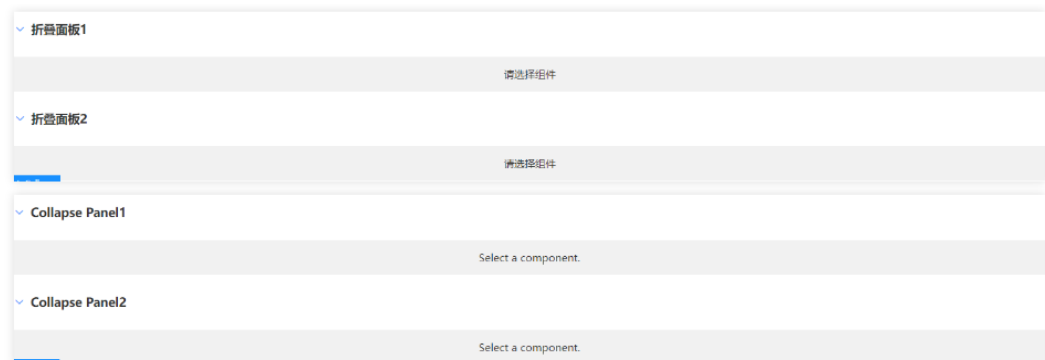 折叠面板1
请选择组件
折叠面板2
请选择组件
Collapse Panel1
Select a component.
Collapse Panel2
Select a component.